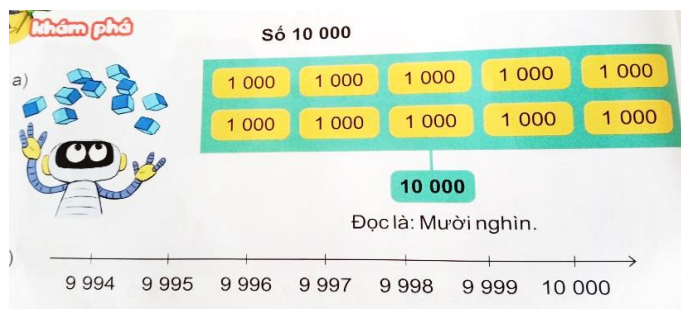 Khám phá
Số 10 000
a)
1 000 1 000 1 000 1 000 1 000
1 000 1 000 1 000 1 000 1 000
10 000
Đọc là: Mười nghìn.
)
9 994 9 995 9 996 9 997 9 998 9 999 10 000